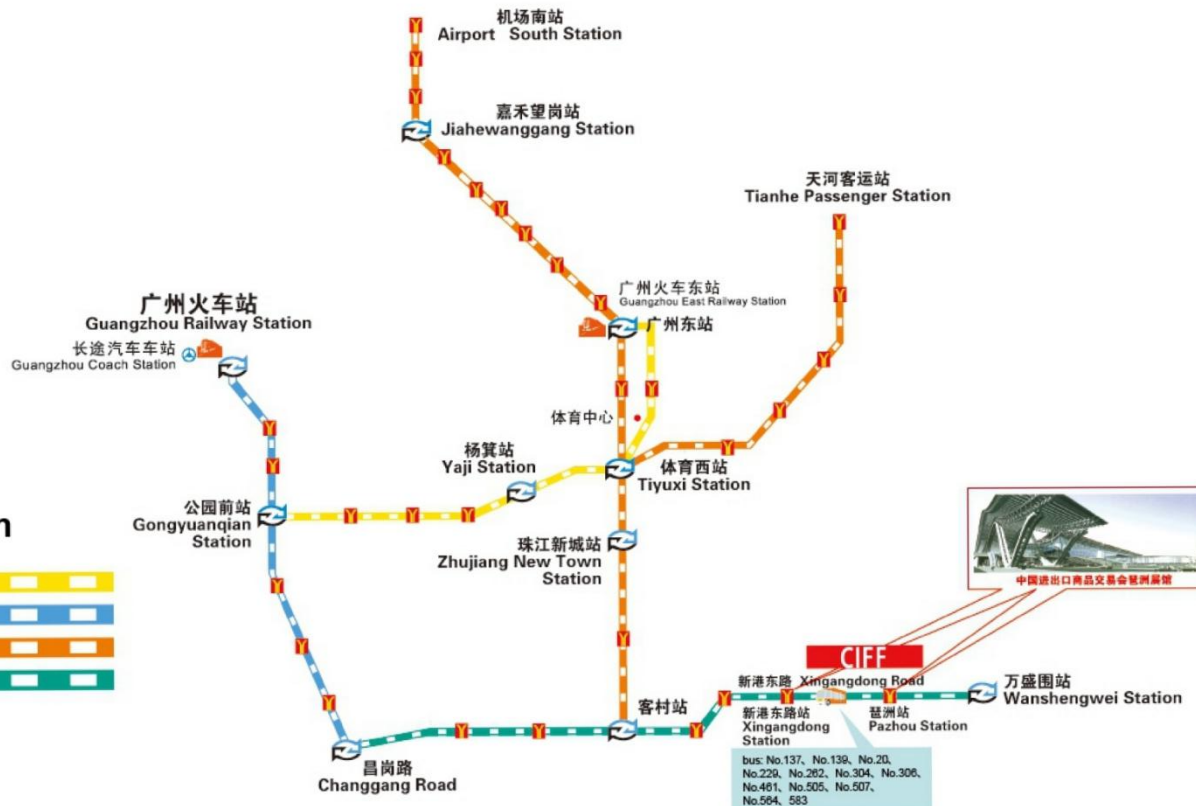 机场南站
Airport South Station
嘉禾望岗站
Jiahewanggang Station
天河客运站
Tianhe Passenger Station
广州火车东站
Guangzhou East Railway Station
广州东站
广州火车站
Guangzhou Railway Station
长途汽车车站
Guangzhou Coach Station
体育中心
杨箕站
Yaji Station
体育西站
Tiyuxi Station
公园前站
Gongyuanqian
Station
n
珠江新城站
Zhujiang New Town
Station
中国进出口商品交易会琶洲展馆
CIFF
新港东路 Xingangdong Road
客村站
新港东路站
Xingangdong
Station
琶洲站
Pazhou Station
万盛围站
Wanshengwei Station
昌岗路
Changgang Road
bus: No.137、No.139、No.20、
No.229、No.262、No.304、No.306、
No.461、No.505、No.507、
No.564、583